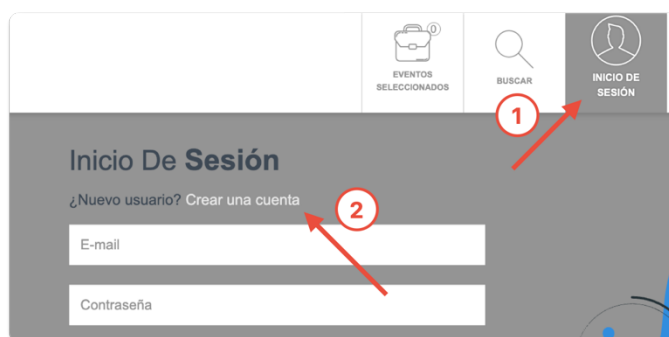 0
EVENTOS
SELECCIONADOS
BUSCAR
INICIO DE
SESIÓN
1
Inicio De Sesión
¿Nuevo usuario? Crear una cuenta
2
E-mail
Contraseña